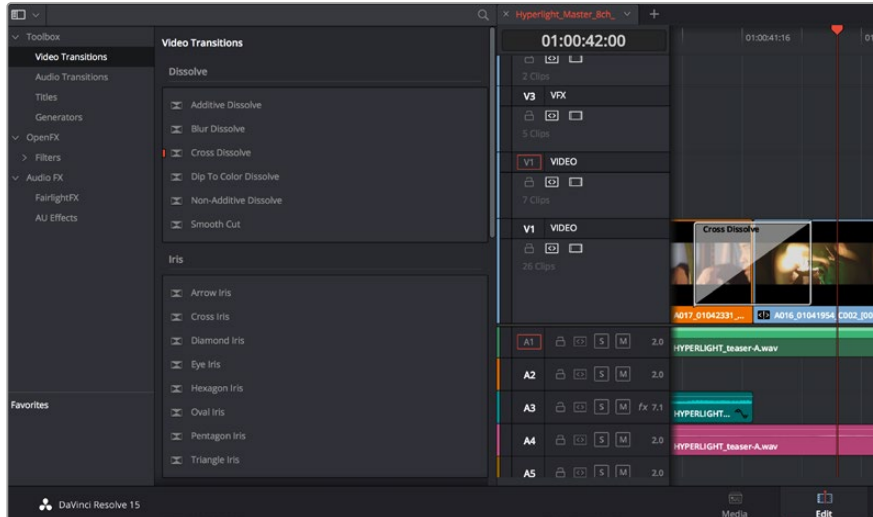 Hyperlight_Master_8ch_
Toolbox
Video Transitions
Audio Transitions
Titles
Generators
OpenFX
Filters
Audio FX
FairlightFX
AU Effects
Favorites
Video Transitions
Dissolve
Additive Dissolve
Blur Dissolve
Cross Dissolve
Dip To Color Dissolve
Non-Additive Dissolve
Smooth Cut
Iris
Arrow Iris
Cross Iris
Diamond Iris
Eye Iris
Hexagon Iris
Oval Iris
Pentagon Iris
Triangle Iris
01:00:42:00
01:00:41:16
2 Clips
V3 VFX
5 Clips
V1 VIDEO
7 Clips
V1 VIDEO
26 Clips
Cross Dissolve
A017_01042331_...
A016_01041954_C002_[00
A1 S M 2.0
HYPERLIGHT_teaser-A.wav
A2 S M 2.0
A3 S M fx 7.1
HYPERLIGHT...
A4 S M 2.0
HYPERLIGHT_teaser-A.wav
A5 S M 2.0
DaVinci Resolve 15
Media
Edit